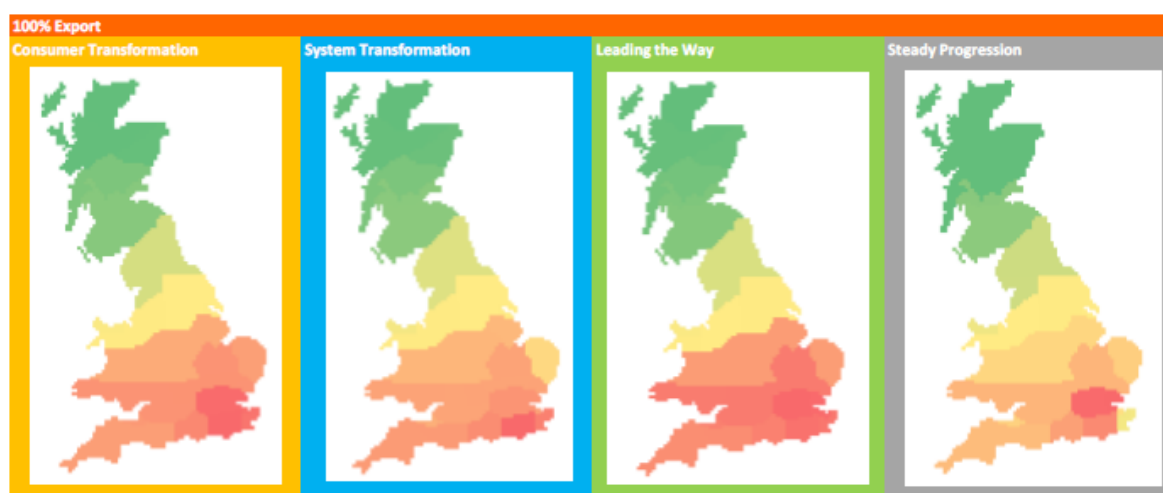 100% Export
Consumer Transformation
System Transformation
Leading the Way
Steady Progression